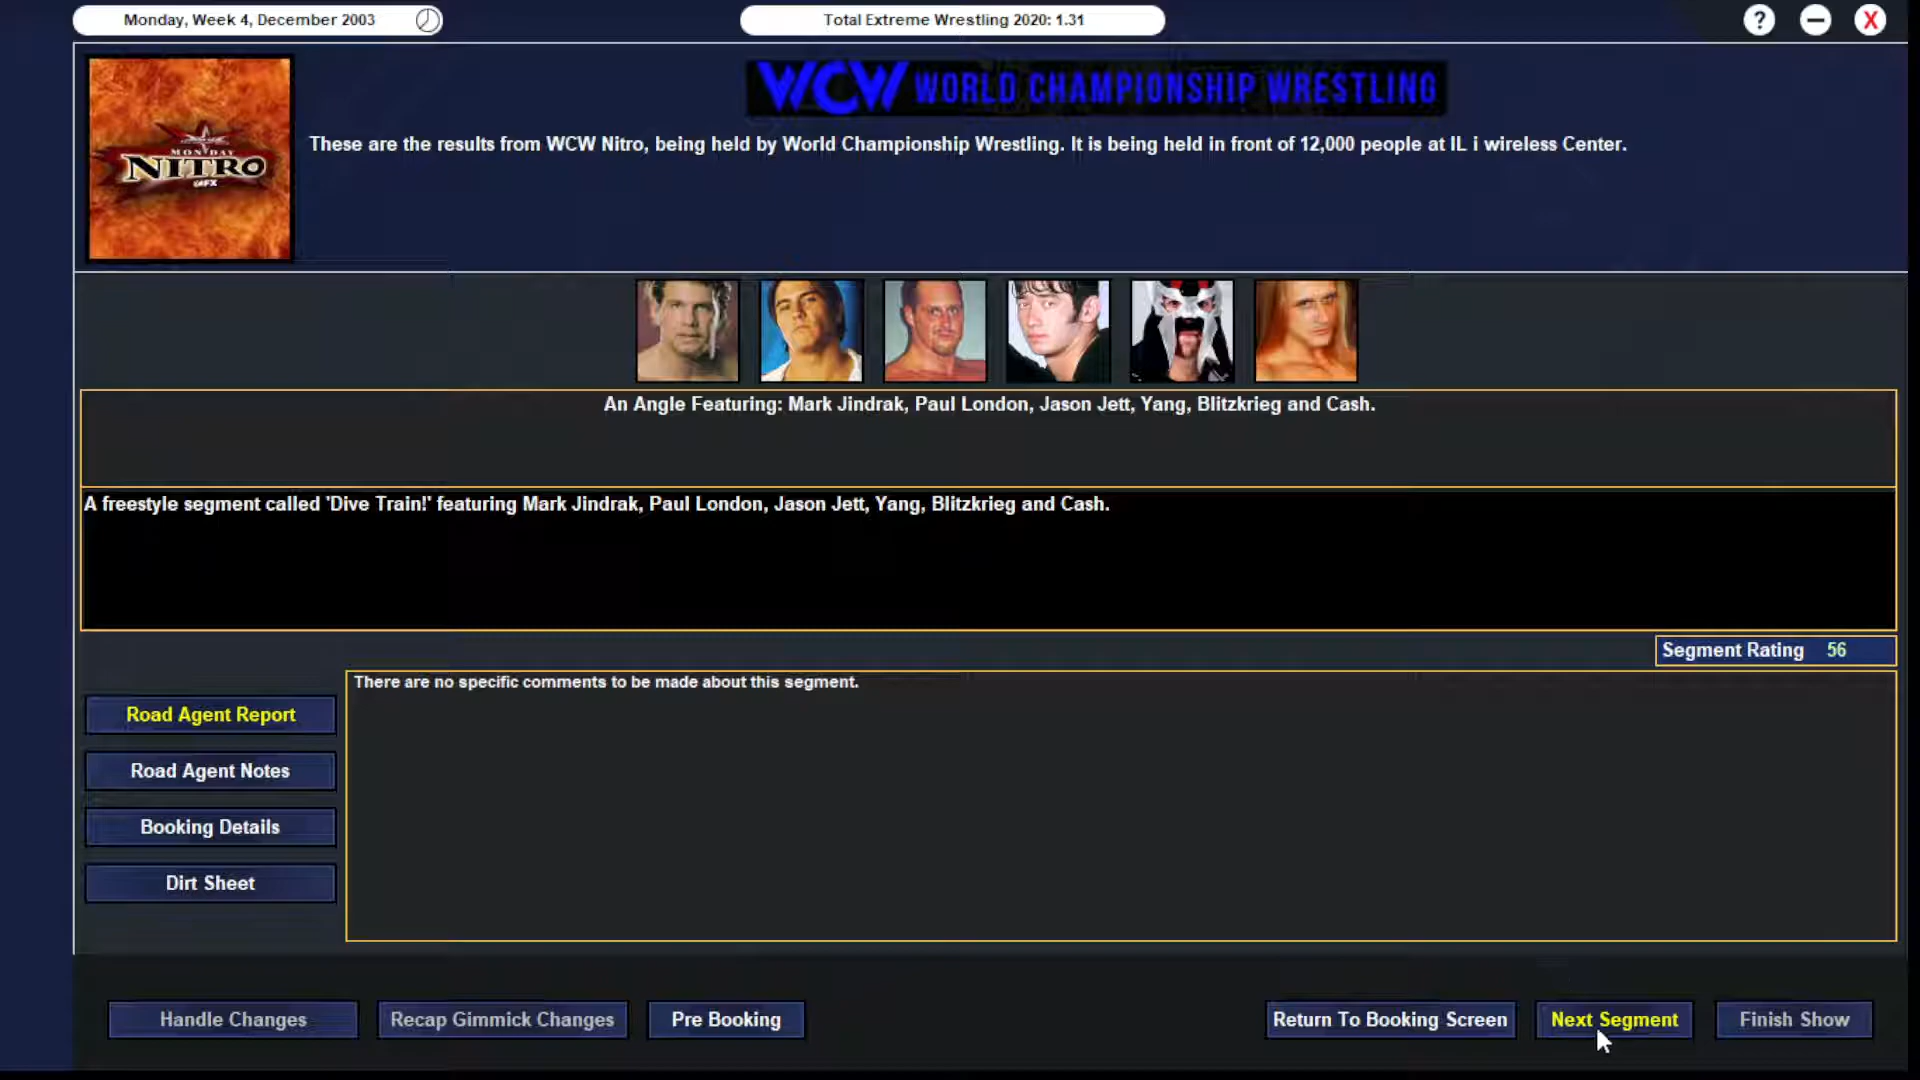 Monday, Week 4, December 2003
Total Extreme Wrestling 2020: 1.31
?
X
WCW WORLD CHAMPIONSHIP WRESTLING
MONDAY
NITRO
These are the results from WCW Nitro, being held by World Championship Wrestling. It is being held in front of 12,000 people at IL i wireless Center.
An Angle Featuring: Mark Jindrak, Paul London, Jason Jett, Yang, Blitzkrieg and Cash.
A freestyle segment called 'Dive Train!' featuring Mark Jindrak, Paul London, Jason Jett, Yang, Blitzkrieg and Cash.
Segment Rating 56
There are no specific comments to be made about this segment.
Road Agent Report
Road Agent Notes
Booking Details
Dirt Sheet
Handle Changes
Recap Gimmick Changes
Pre Booking
Return To Booking Screen
Next Segment
Finish Show